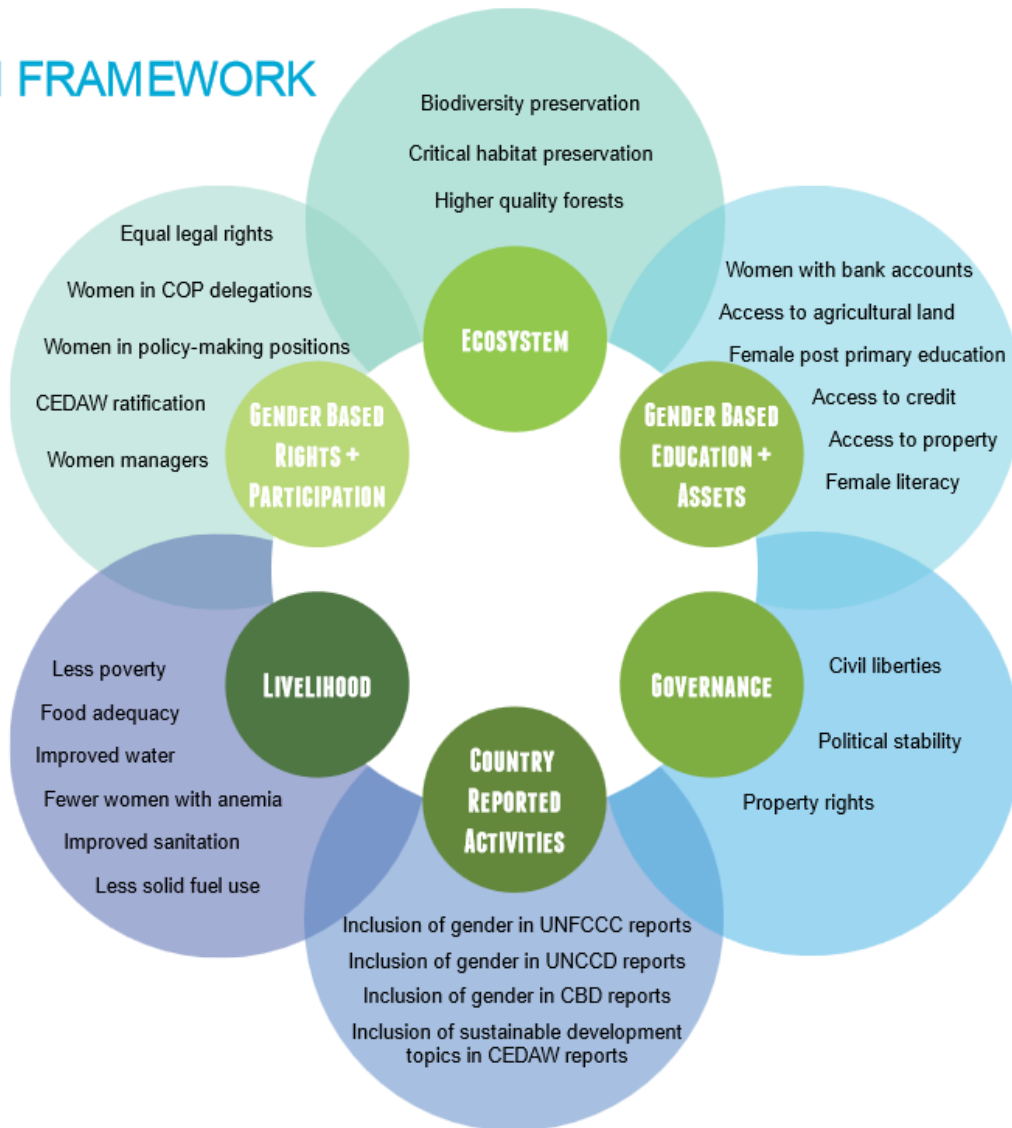 FRAMEWORK
Biodiversity preservation
Critical habitat preservation
Higher quality forests
ECOSYSTEM
Equal legal rights
Women in COP delegations
Women in policy-making positions
CEDAW ratification
Women managers
GENDER BASED
RIGHTS +
PARTICIPATION
Women with bank accounts
Access to agricultural land
Female post primary education
Access to credit
Access to property
Female literacy
GENDER BASED
EDUCATION +
ASSETS
Less poverty
Food adequacy
Improved water
Fewer women with anemia
Improved sanitation
Less solid fuel use
LIVELIHOOD
GOVERNANCE
Civil liberties
Political stability
Property rights
COUNTRY
REPORTED
ACTIVITIES
Inclusion of gender in UNFCCC reports
Inclusion of gender in UNCCD reports
Inclusion of gender in CBD reports
Inclusion of sustainable development
topics in CEDAW reports